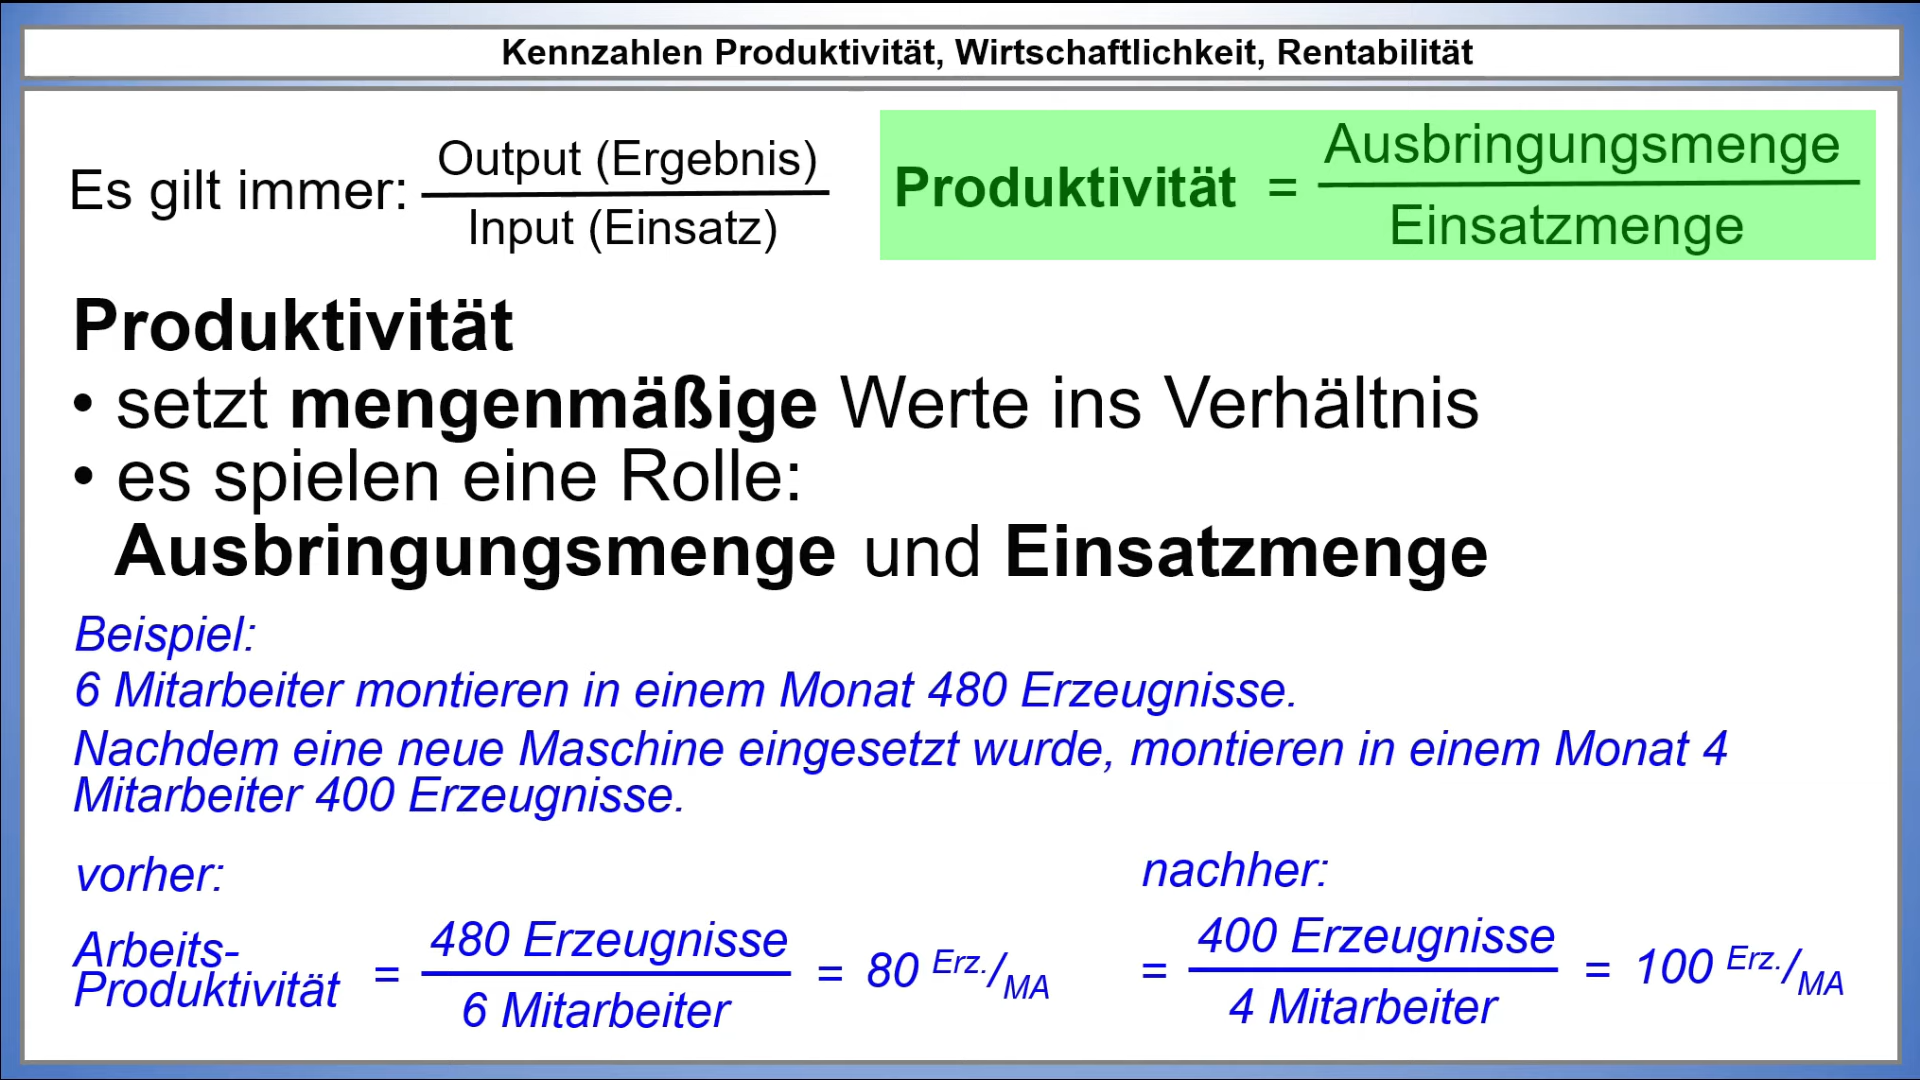 Kennzahlen Produktivität, Wirtschaftlichkeit, Rentabilität
Es gilt immer: Output (Ergebnis)
Input (Einsatz)
Produktivität = Ausbringungsmenge
Einsatzmenge
Produktivität
• setzt mengenmäßige Werte ins Verhältnis
• es spielen eine Rolle:
Ausbringungsmenge und Einsatzmenge
Beispiel:
6 Mitarbeiter montieren in einem Monat 480 Erzeugnisse.
Nachdem eine neue Maschine eingesetzt wurde, montieren in einem Monat 4
Mitarbeiter 400 Erzeugnisse.
vorher:
Arbeits-
Produktivität = 480 Erzeugnisse
6 Mitarbeiter
= 80 Erz./MA
nachher:
= 400 Erzeugnisse
4 Mitarbeiter
= 100 Erz./MA